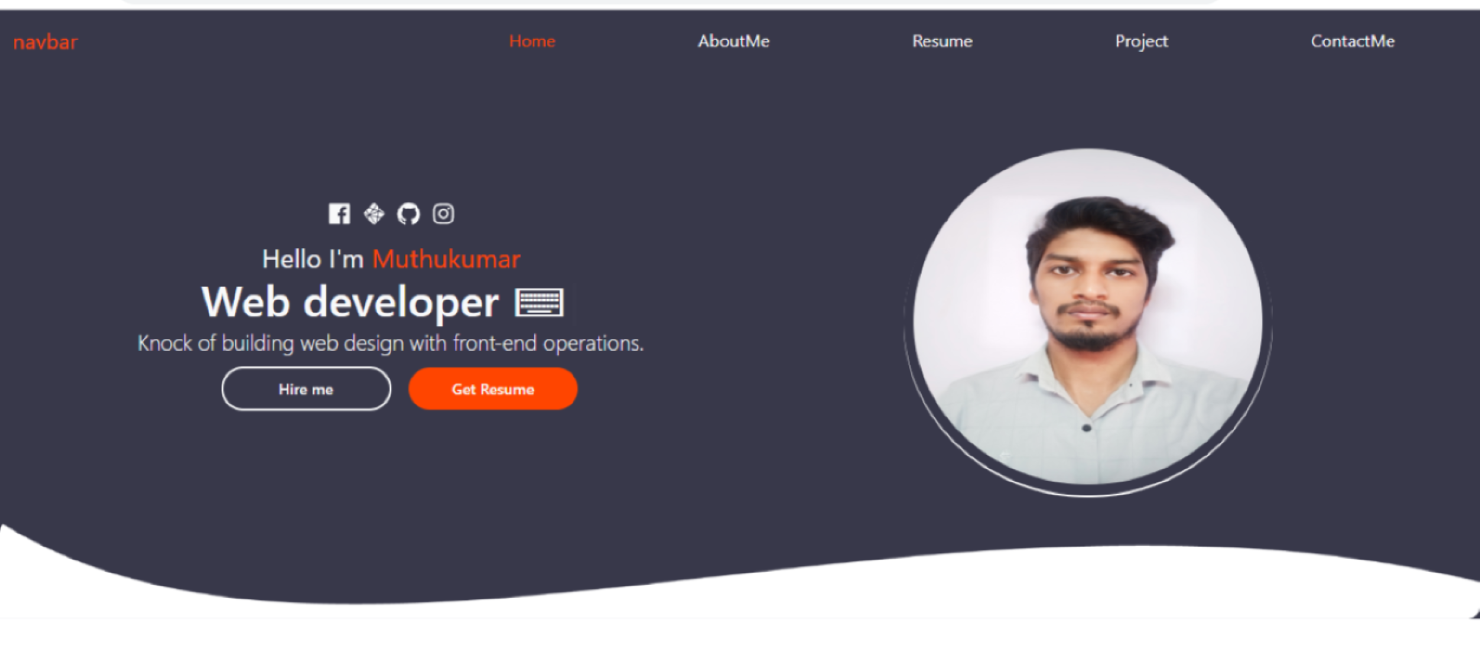 navbar Home AboutMe Resume Project ContactMe
Hello I'm Muthukumar
Web developer
Knock of building web design with front-end operations.
Hire me Get Resume